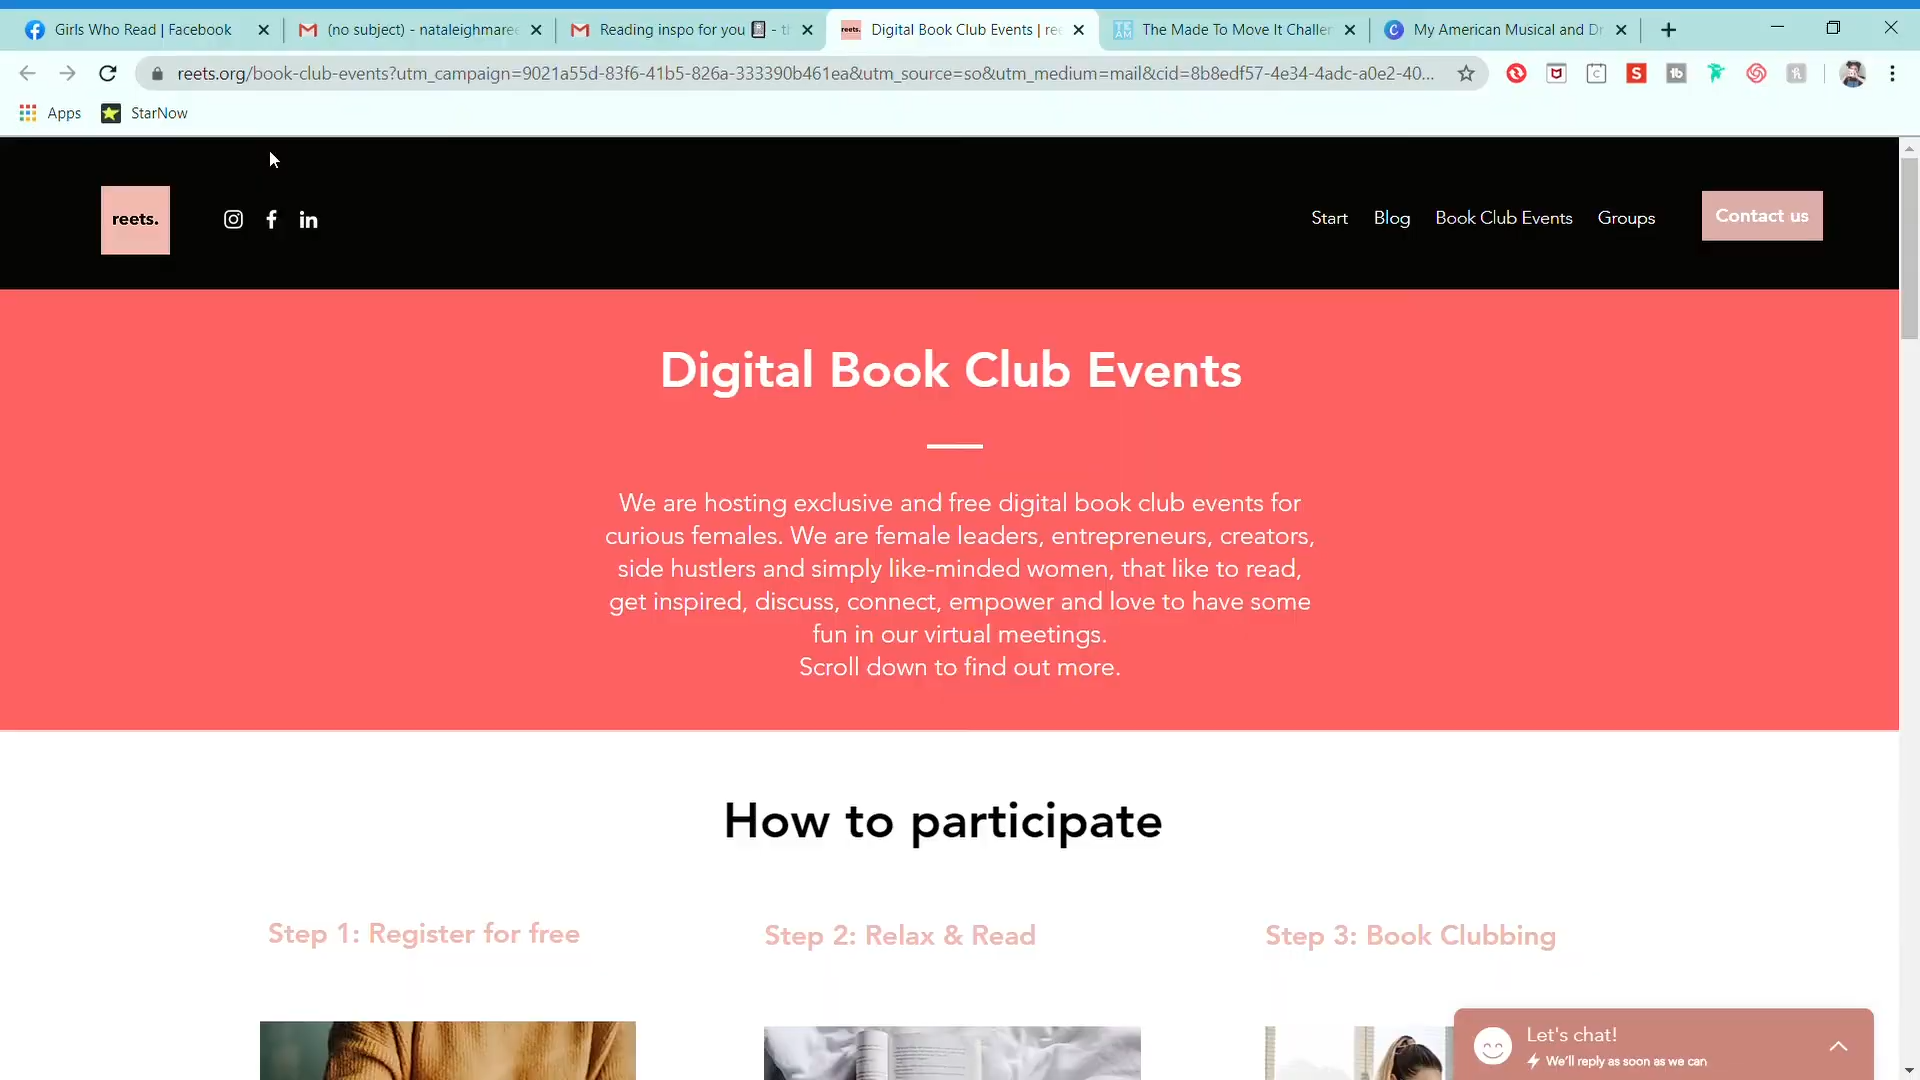 Girls Who Read | Facebook
(no subject) - nataleighmaree
Reading inspo for you
Digital Book Club Events | re
The Made To Move It Challe
My American Musical and Dr
reets.org/book-club-events?utm_campaign=9021a55d-83f6-41b5-826a-333390b461ea&utm_source=so&utm_medium=mail&cid=8b8edf57-4e34-4adc-a0e2-40...
Apps
StarNow
reets.
Start
Blog
Book Club Events
Groups
Contact us
Digital Book Club Events
We are hosting exclusive and free digital book club events for
curious females. We are female leaders, entrepreneurs, creators,
side hustlers and simply like-minded women, that like to read,
get inspired, discuss, connect, empower and love to have some
fun in our virtual meetings.
Scroll down to find out more.
How to participate
Step 1: Register for free
Step 2: Relax & Read
Step 3: Book Clubbing
Let's chat!
We'll reply as soon as we can